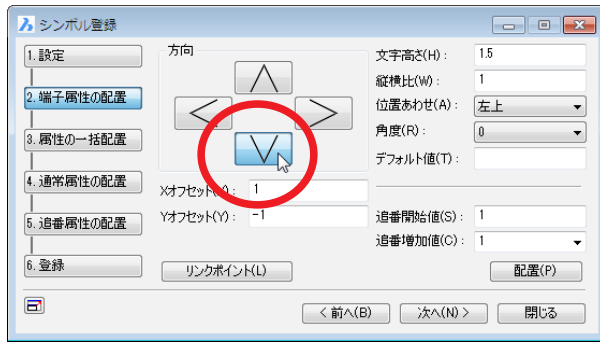 シンボル登録
1. 設定
2. 端子属性の配置
3. 属性の一括配置
4. 通常属性の配置
5. 追番属性の配置
6. 登録
方向
Xオフセット(X): 1
Yオフセット(Y): -1
リンクポイント(L)
文字高さ(H): 1.5
縦横比(W): 1
位置あわせ(A): 左上
角度(R): 0
デフォルト値(T):
追番開始値(S): 1
追番増加値(C): 1
配置(P)
< 前へ(B)
次へ(N) >
閉じる